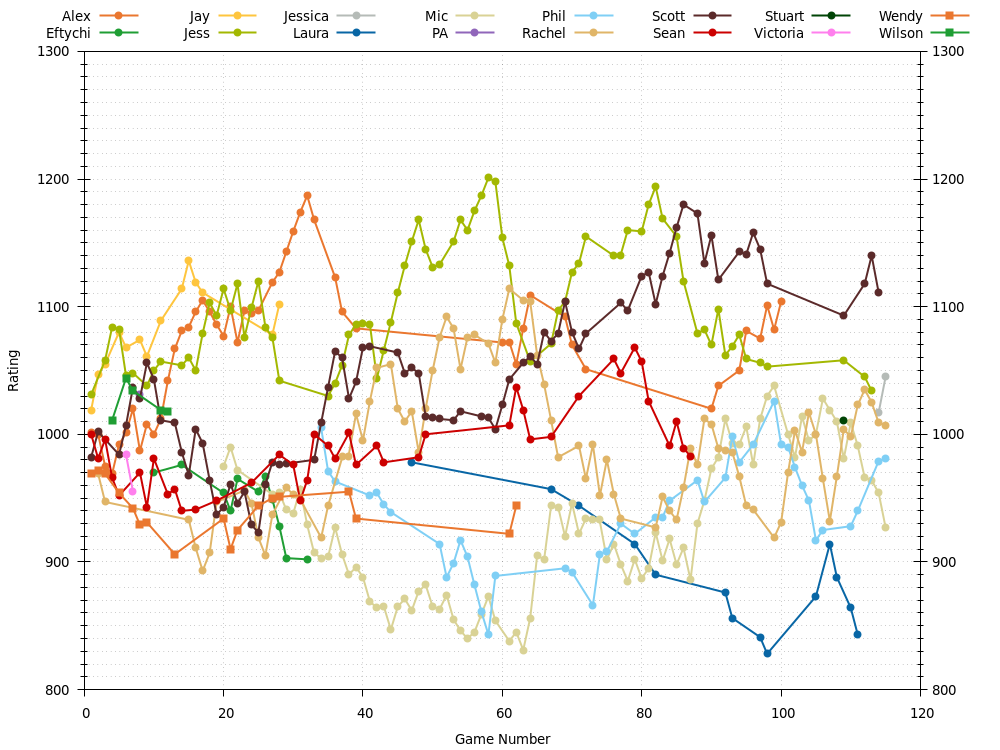 Alex Jay Jessica Mic Phil Scott Stuart Wendy
Eftychi Jess Laura PA Rachel Sean Victoria Wilson
1300 1300
1200 1200
1100 1100
1000 1000
900 900
800 800
Rating
0 20 40 60 80 100 120
Game Number